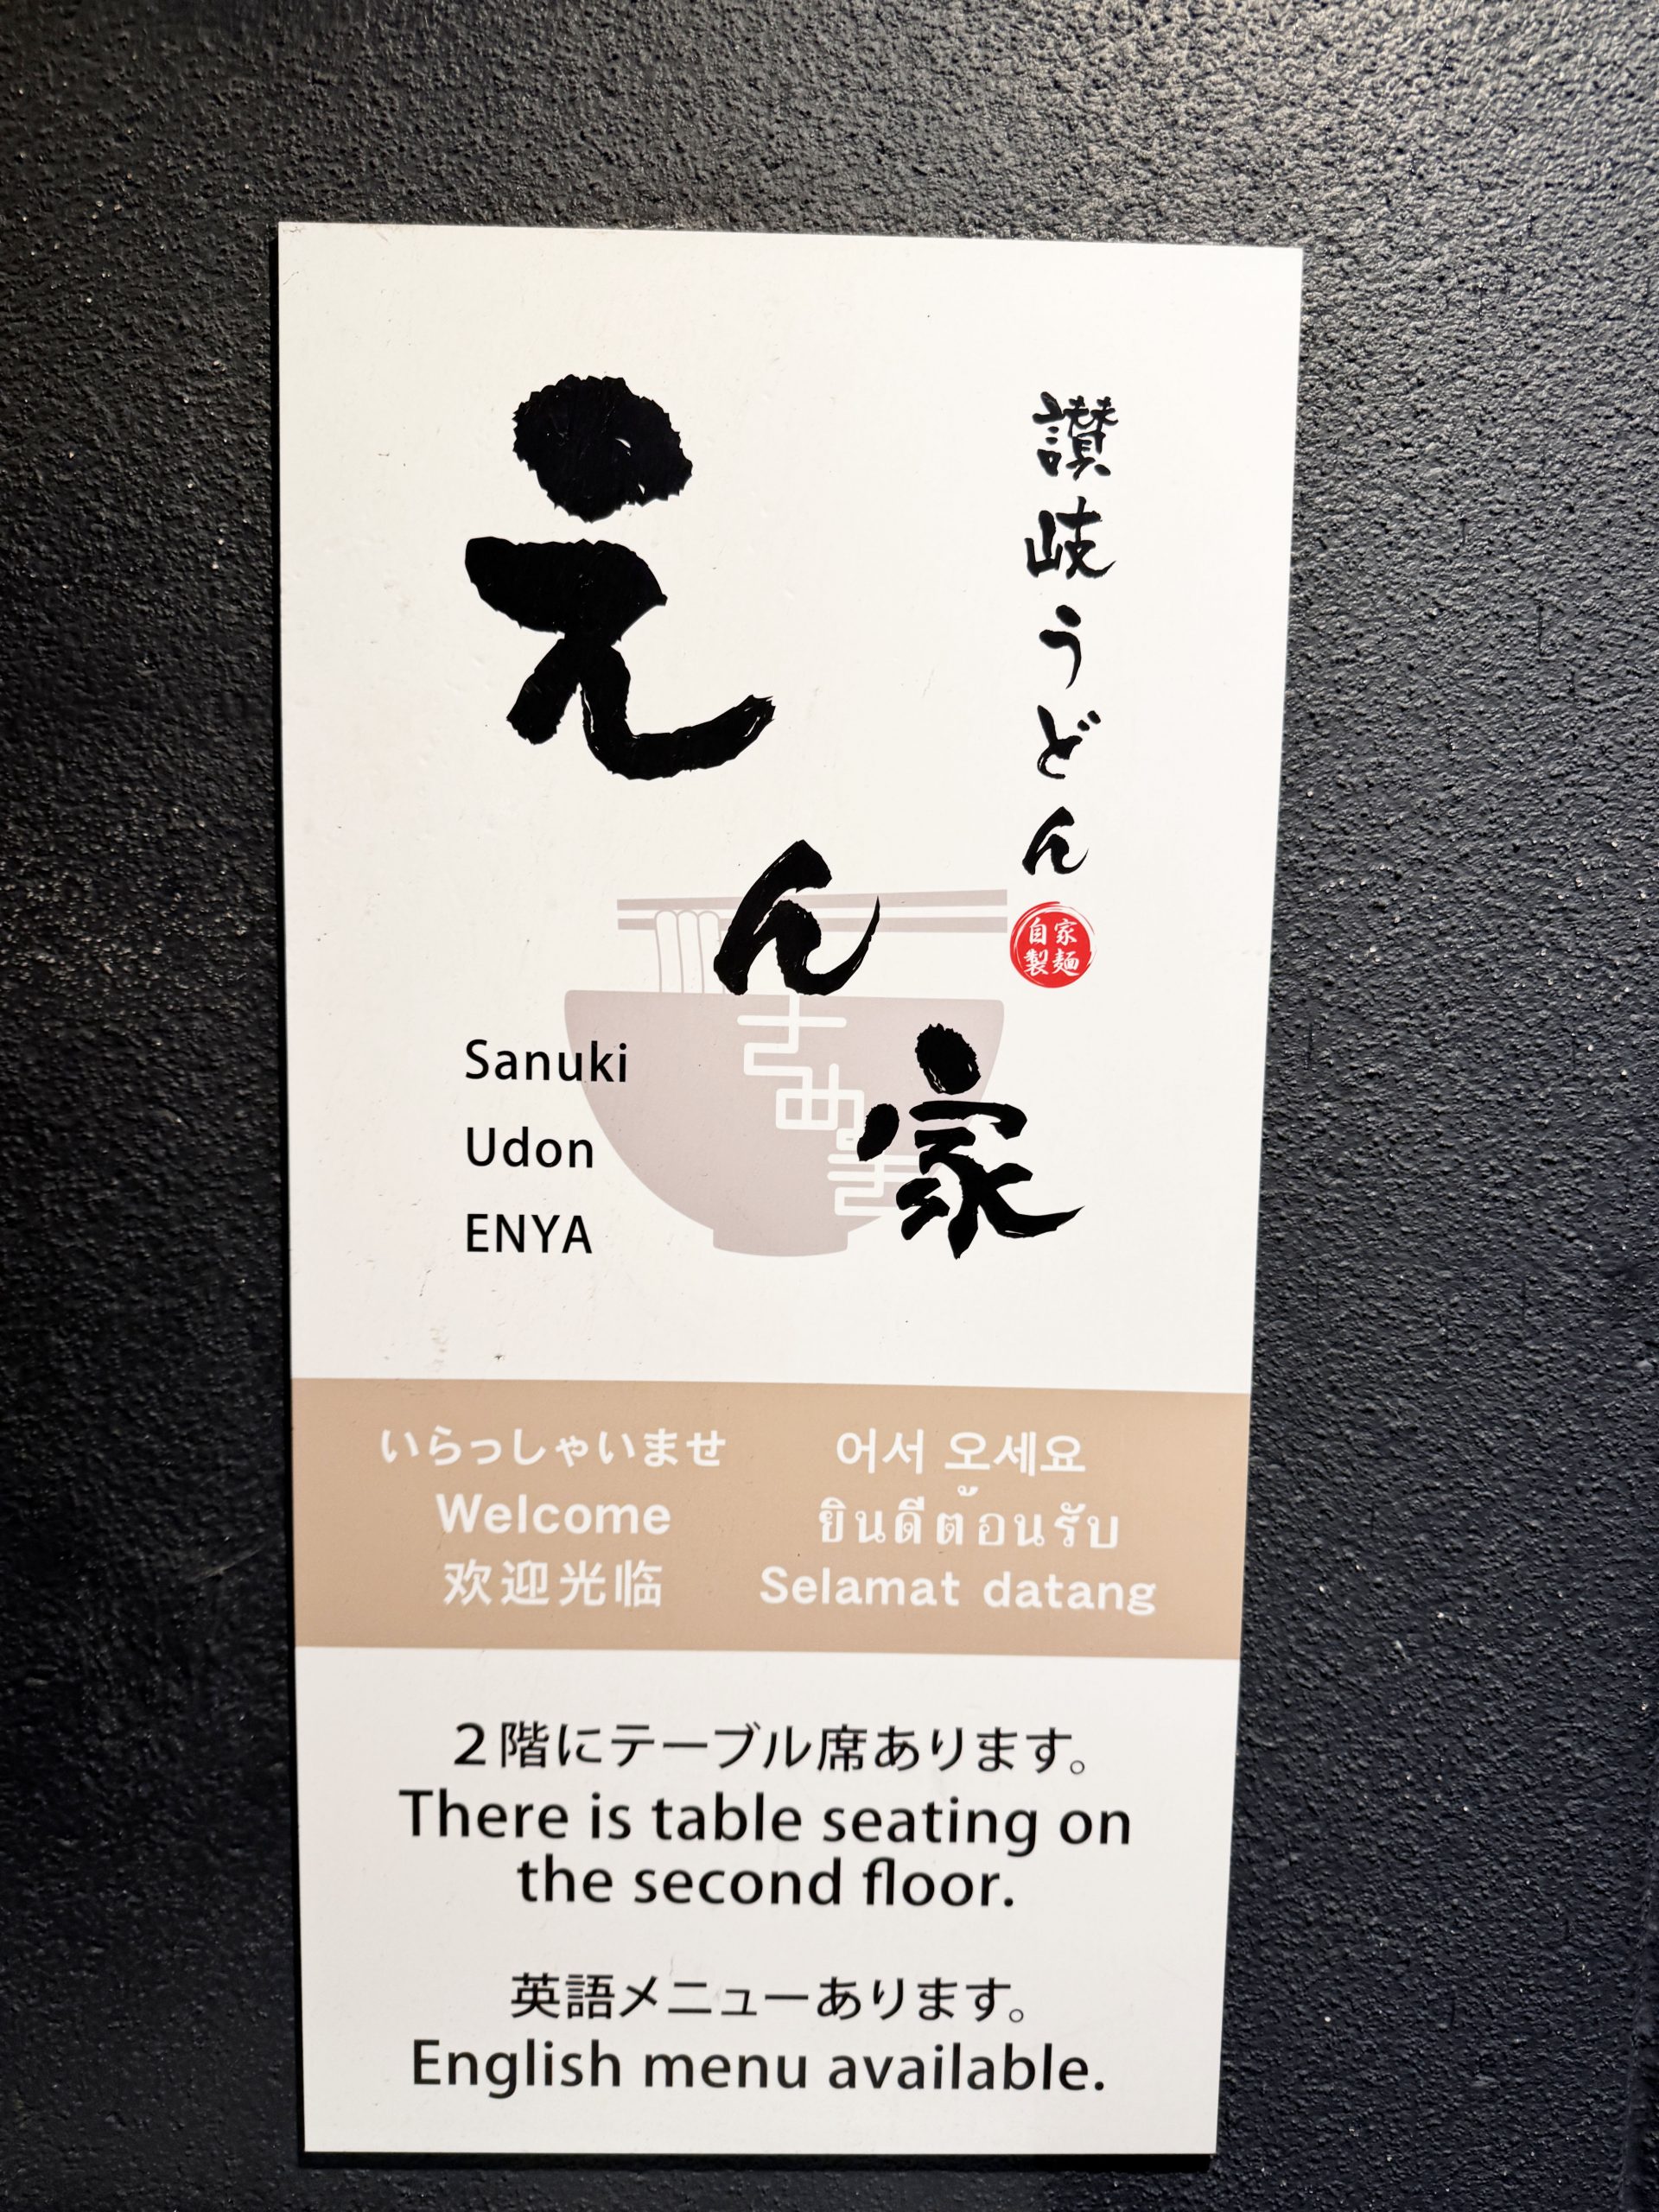 讃岐うどん
自家
製麺
えん家
さぬき
Sanuki
Udon
ENYA
いらっしゃいませ
Welcome
欢迎光临
어서 오세요
ยินดีต้อนรับ
Selamat datang
2階にテーブル席あります。
There is table seating on
the second floor.
英語メニューあります。
English menu available.